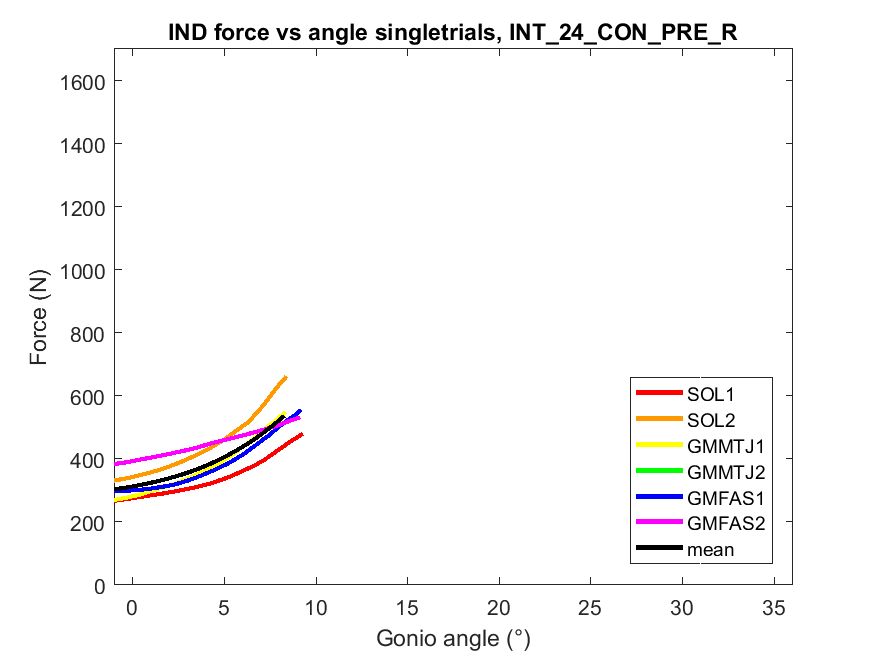 IND force vs angle singletrials, INT_24_CON_PRE_R
1600
1400
1200
1000
800
600
400
200
0
Force (N)
0 5 10 15 20 25 30 35
Gonio angle (°)
SOL1
SOL2
GMMTJ1
GMMTJ2
GMFAS1
GMFAS2
mean